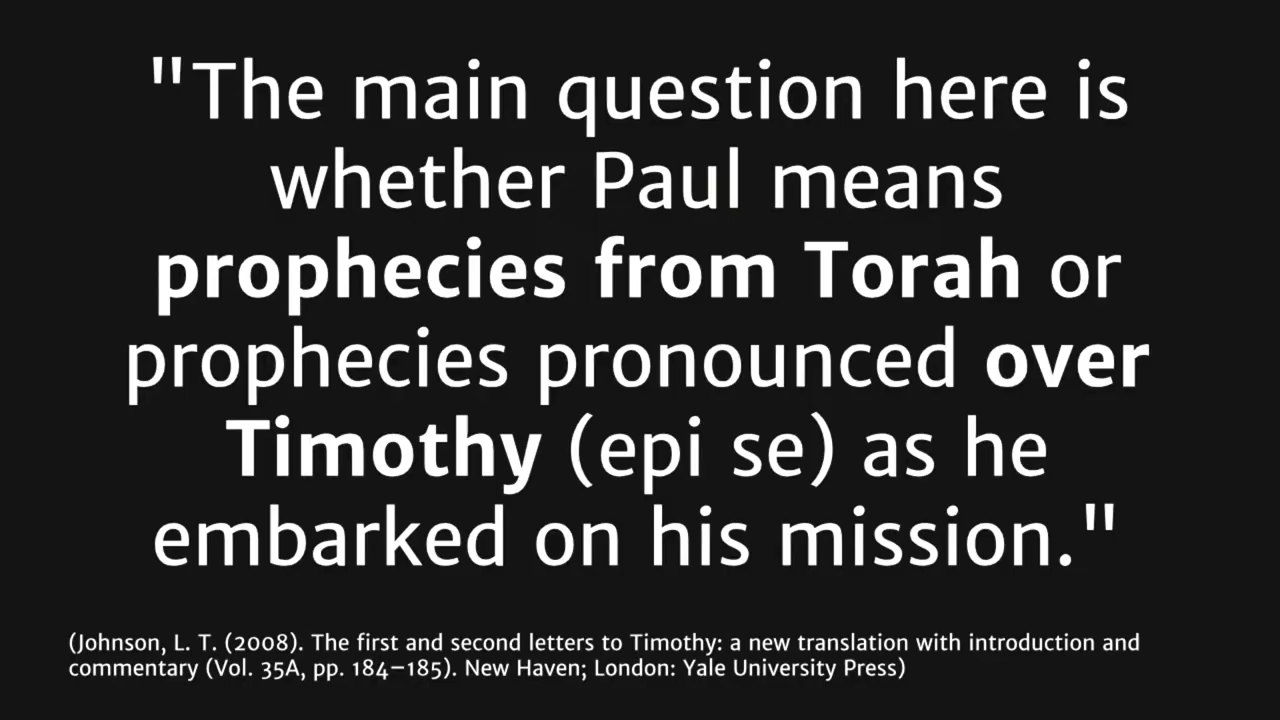 "The main question here is
whether Paul means
prophecies from Torah or
prophecies pronounced over
Timothy (epi se) as he
embarked on his mission."
(Johnson, L. T. (2008). The first and second letters to Timothy: a new translation with introduction and
commentary (Vol. 35A, pp. 184–185). New Haven; London: Yale University Press)